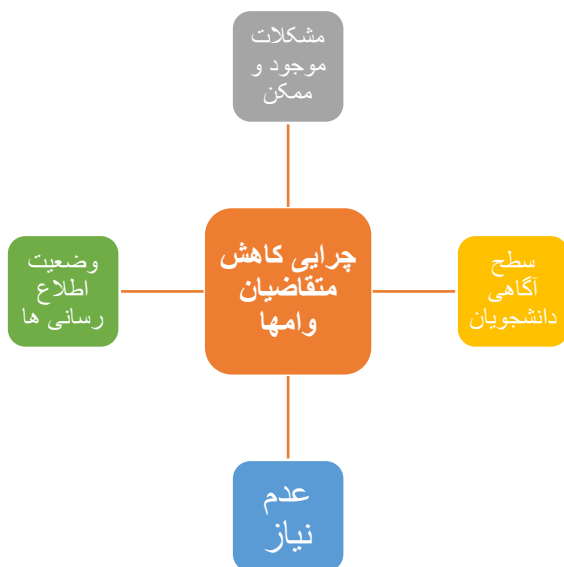 مشکلات
موجود و
ممکن
سطح
آگاهی
دانشجویان
چرایی کاهش
متقاضیان
وامها
وضعیت
اطلاع
رسانی ها
عدم
نیاز